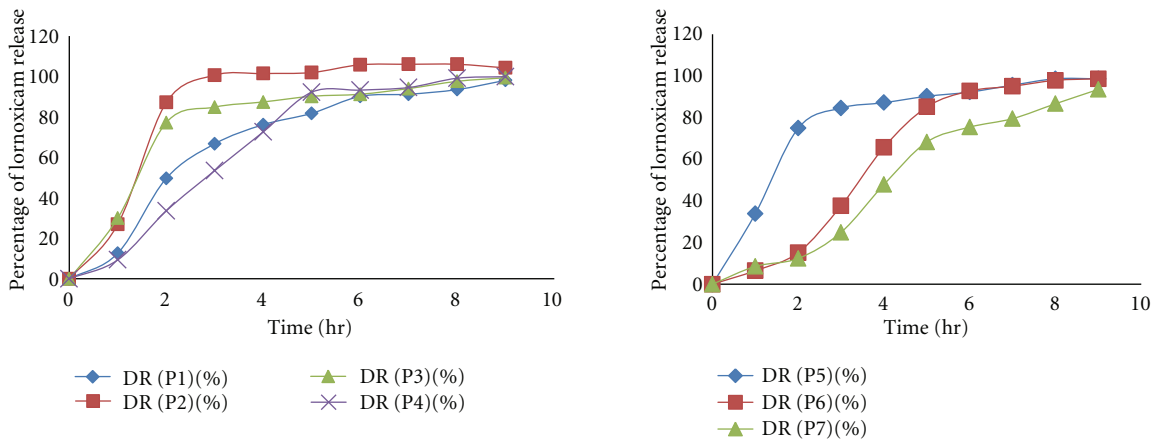 Percentage of lornoxicam release
120
100
80
60
40
20
0
0
2
4
6
8
10
Time (hr)
DR (P1)(%)
DR (P2)(%)
DR (P3)(%)
DR (P4)(%)
Percentage of lornoxicam release
120
100
80
60
40
20
0
0
2
4
6
8
10
Time (hr)
DR (P5)(%)
DR (P6)(%)
DR (P7)(%)